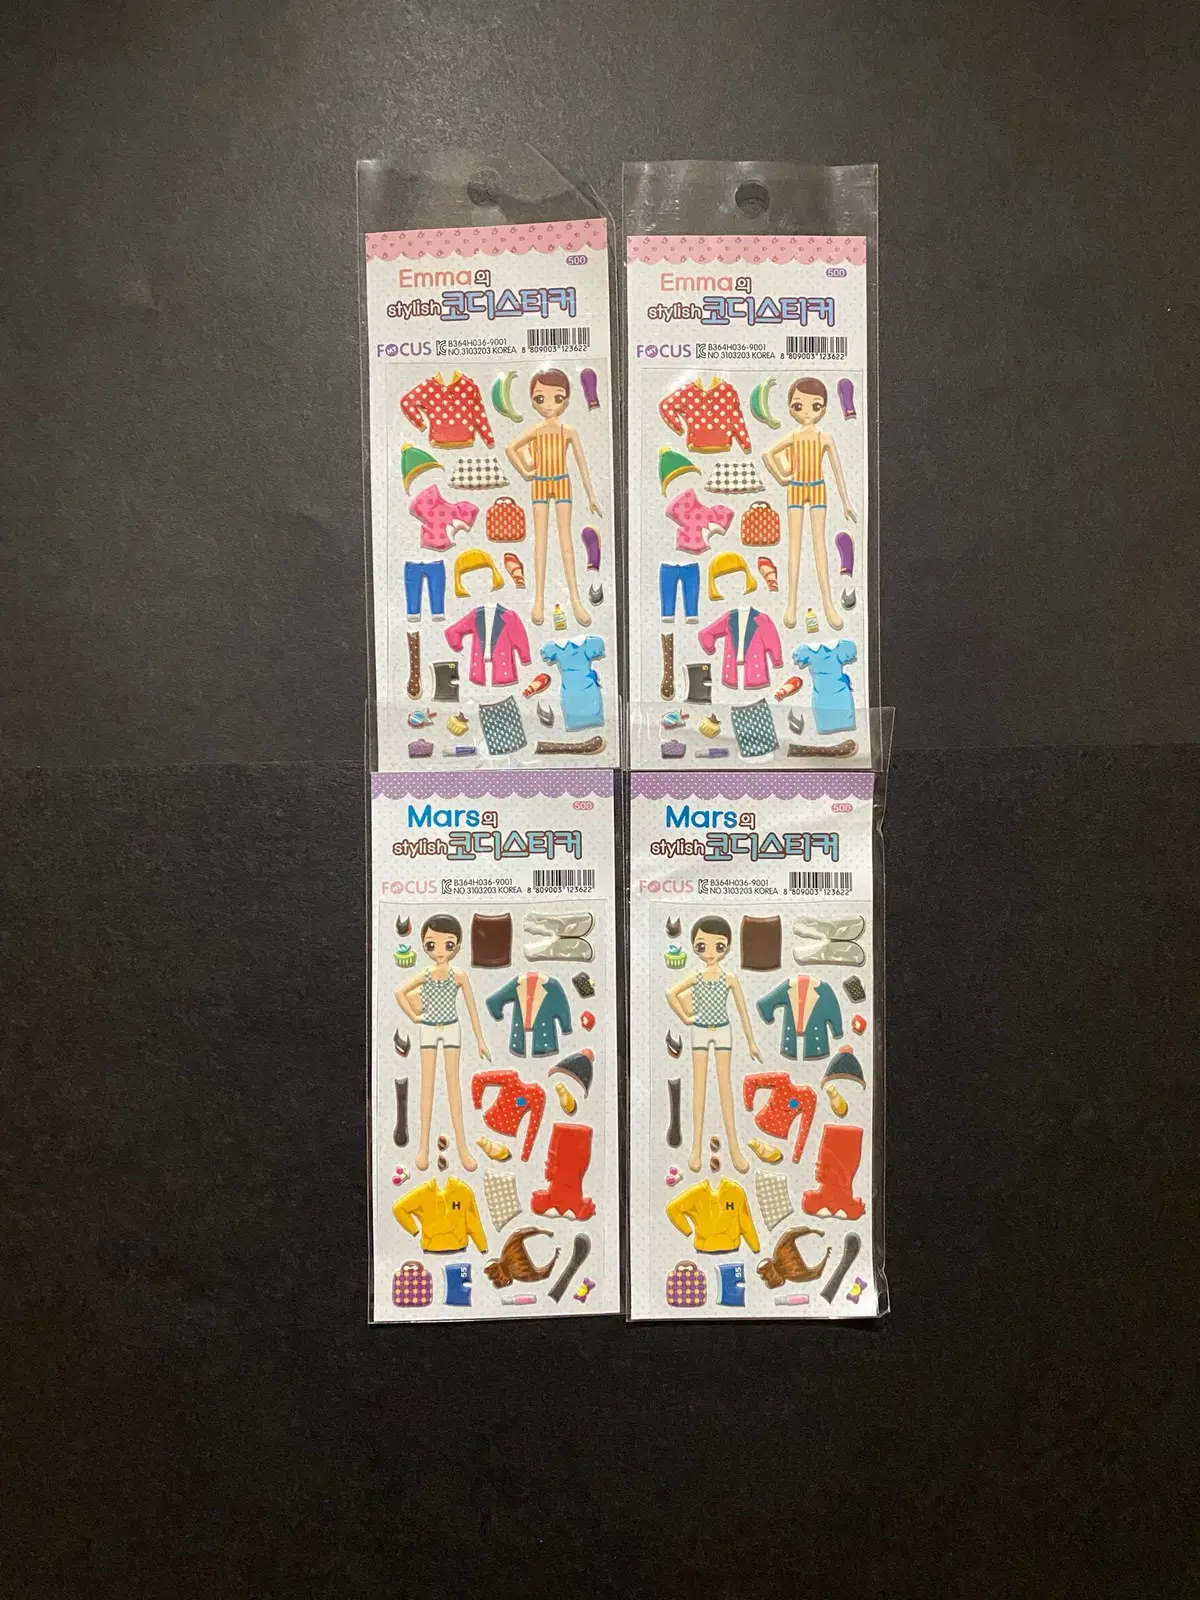 500
Emma의
stylish 코디스티커
FOCUS B364H036-9001
NO.3103203 KOREA 8 809003 123622
500
Emma의
stylish 코디스티커
FOCUS B364H036-9001
NO.3103203 KOREA 8 809003 123622
5
5
500
Mars의
stylish 코디스티커
FOCUS B364H036-9001
NO.3103203 KOREA 8 809003 123622
H
55
500
Mars의
stylish 코디스티커
FOCUS B364H036-9001
NO.3103203 KOREA 8 809003 123622
H
55